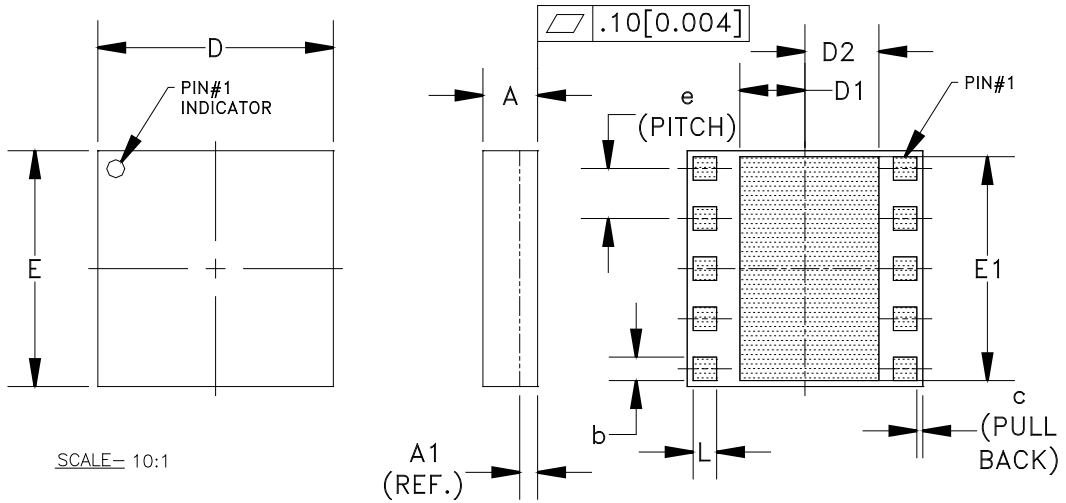 .10[0.004]
D
D2
PIN#1
INDICATOR
A
e
(PITCH)
D1
PIN#1
E
E1
b
L
c
(PULL
BACK)
A1
(REF.)
SCALE- 10:1